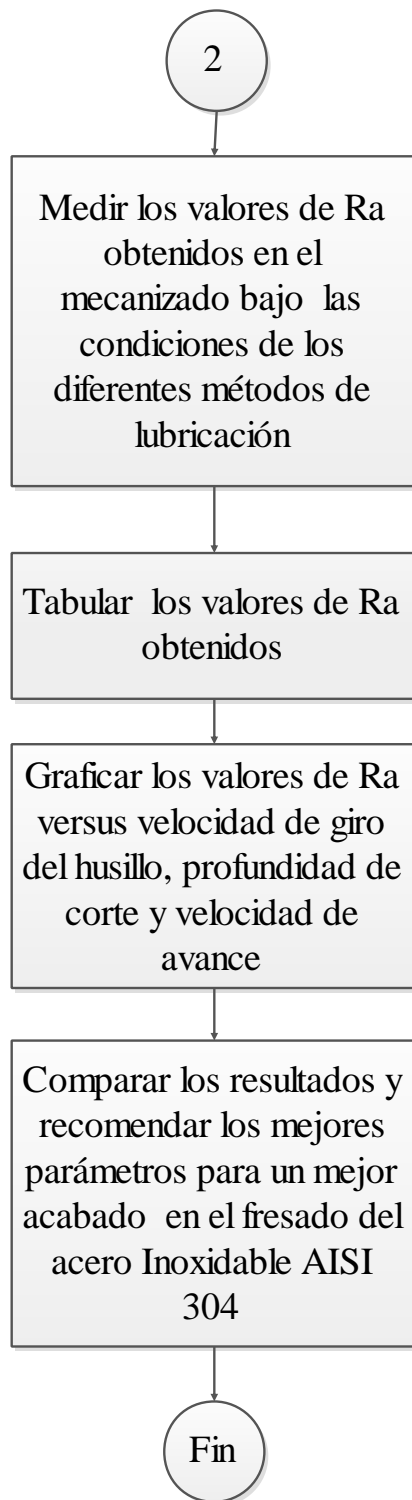 2
Medir los valores de Ra
obtenidos en el
mecanizado bajo las
condiciones de los
diferentes métodos de
lubricación
Tabular los valores de Ra
obtenidos
Graficar los valores de Ra
versus velocidad de giro
del husillo, profundidad de
corte y velocidad de
avance
Comparar los resultados y
recomendar los mejores
parámetros para un mejor
acabado en el fresado del
acero Inoxidable AISI
304
Fin